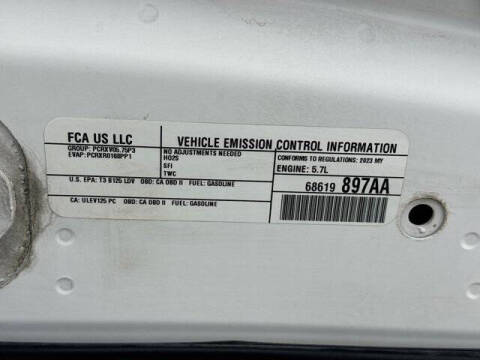 FCA US LLC
GROUP: PCRXV05.75P3
EVAP: PCRXR0168PP1
VEHICLE EMISSION CONTROL INFORMATION
NO ADJUSTMENTS NEEDED
HO2S
SFI
TWC
CONFORMS TO REGULATIONS: 2023 MY
ENGINE: 5.7L
U.S. EPA: T3 B125 LDV OBD: CA OBD II FUEL: GASOLINE
68619 897AA
CA: ULEV125 PC OBD: CA OBD II FUEL: GASOLINE